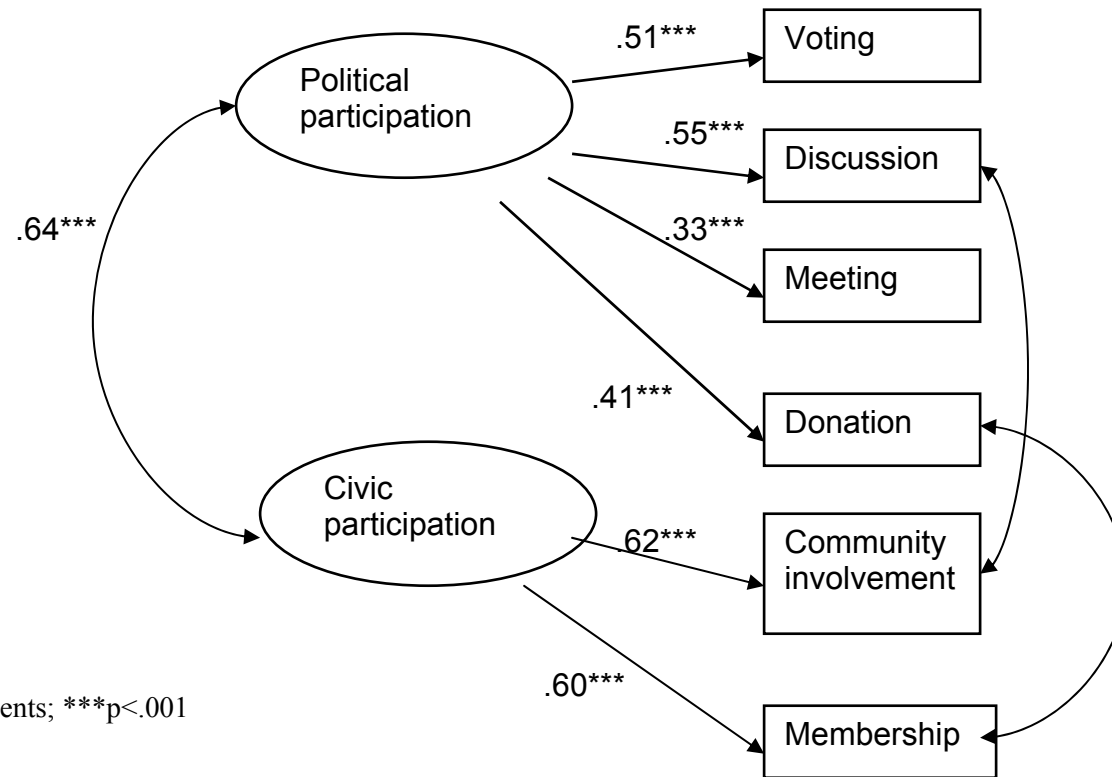 .51***
Voting
Political
participation
.55***
Discussion
.64***
.33***
Meeting
.41***
Donation
Civic
participation
.62***
Community
involvement
.60***
ents; ***p<.001
Membership